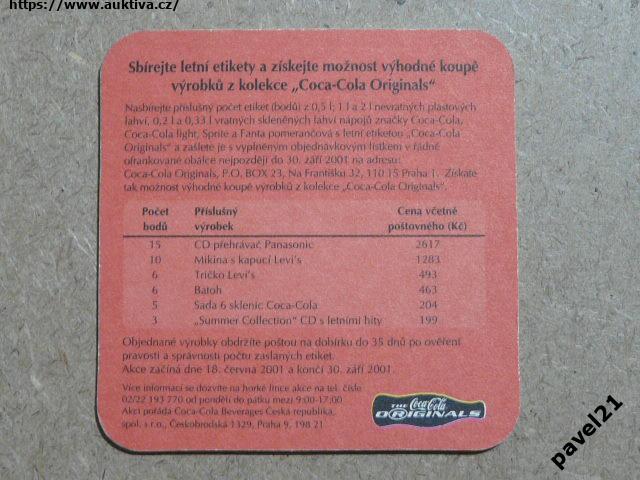 https://www.auktiva.cz/
Sbírejte letní etikety a získejte možnost výhodné koupě
výrobků z kolekce „Coca-Cola Originals“
Nasbírejte příslušný počet etiket (bodů) z 0,5 l; 1 l a 2 l nevratných plastových
lahví, 0,2 l a 0,33 l vratných skleněných lahví nápojů značky Coca-Cola,
Coca-Cola light, Sprite a Fanta pomerančová s letní etiketou „Coca-Cola
Originals“ a zašlete je s vyplněným objednávkovým lístkem v řádně
ofrankované obálce nejpozději do 30. září 2001 na adresu:
Coca-Cola Originals, P.O. BOX 23, Na Františku 32, 110 15 Praha 1. Získáte
tak možnost výhodné koupě výrobků z kolekce „Coca-Cola Originals“.
Počet Příslušný Cena včetně
bodů výrobek poštovného (Kč)
15 CD přehrávač Panasonic 2617
10 Mikina s kapucí Levi's 1283
6 Tričko Levi's 493
6 Batoh 463
5 Sada 6 sklenic Coca-Cola 204
3 „Summer Collection“ CD s letními hity 199
Objednané výrobky obdržíte poštou na dobírku do 35 dnů po ověření
pravosti a správnosti počtu zaslaných etiket.
Akce začíná dne 18. června 2001 a končí 30. září 2001.
Více informací se dozvíte na horké lince akce na tel. čísle
02/22 193 770 od pondělí do pátku mezi 9:00-17:00
Akci pořádá Coca-Cola Beverages Česká republika,
spol. s r.o., Českobrodská 1329, Praha 9, 198 21
THE Coca-Cola
ORIGINALS
pavel21